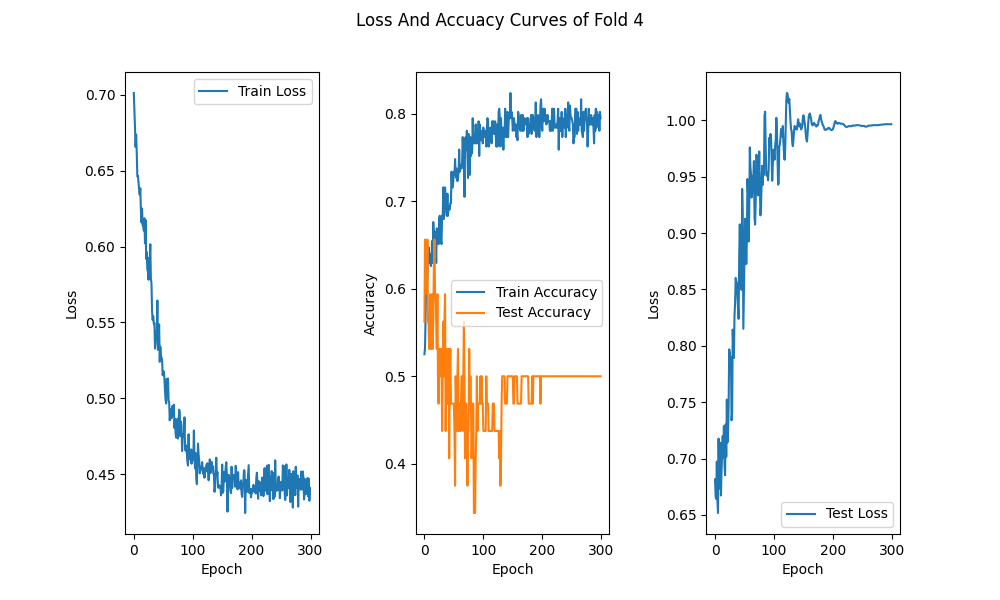 Loss And Accuacy Curves of Fold 4
Train Loss
0.70
0.65
0.60
0.55
0.50
0.45
Loss
0
100
200
300
Epoch
Train Accuracy
Test Accuracy
0.8
0.7
0.6
0.5
0.4
Accuracy
0
100
200
300
Epoch
Test Loss
1.00
0.95
0.90
0.85
0.80
0.75
0.70
0.65
Loss
0
100
200
300
Epoch